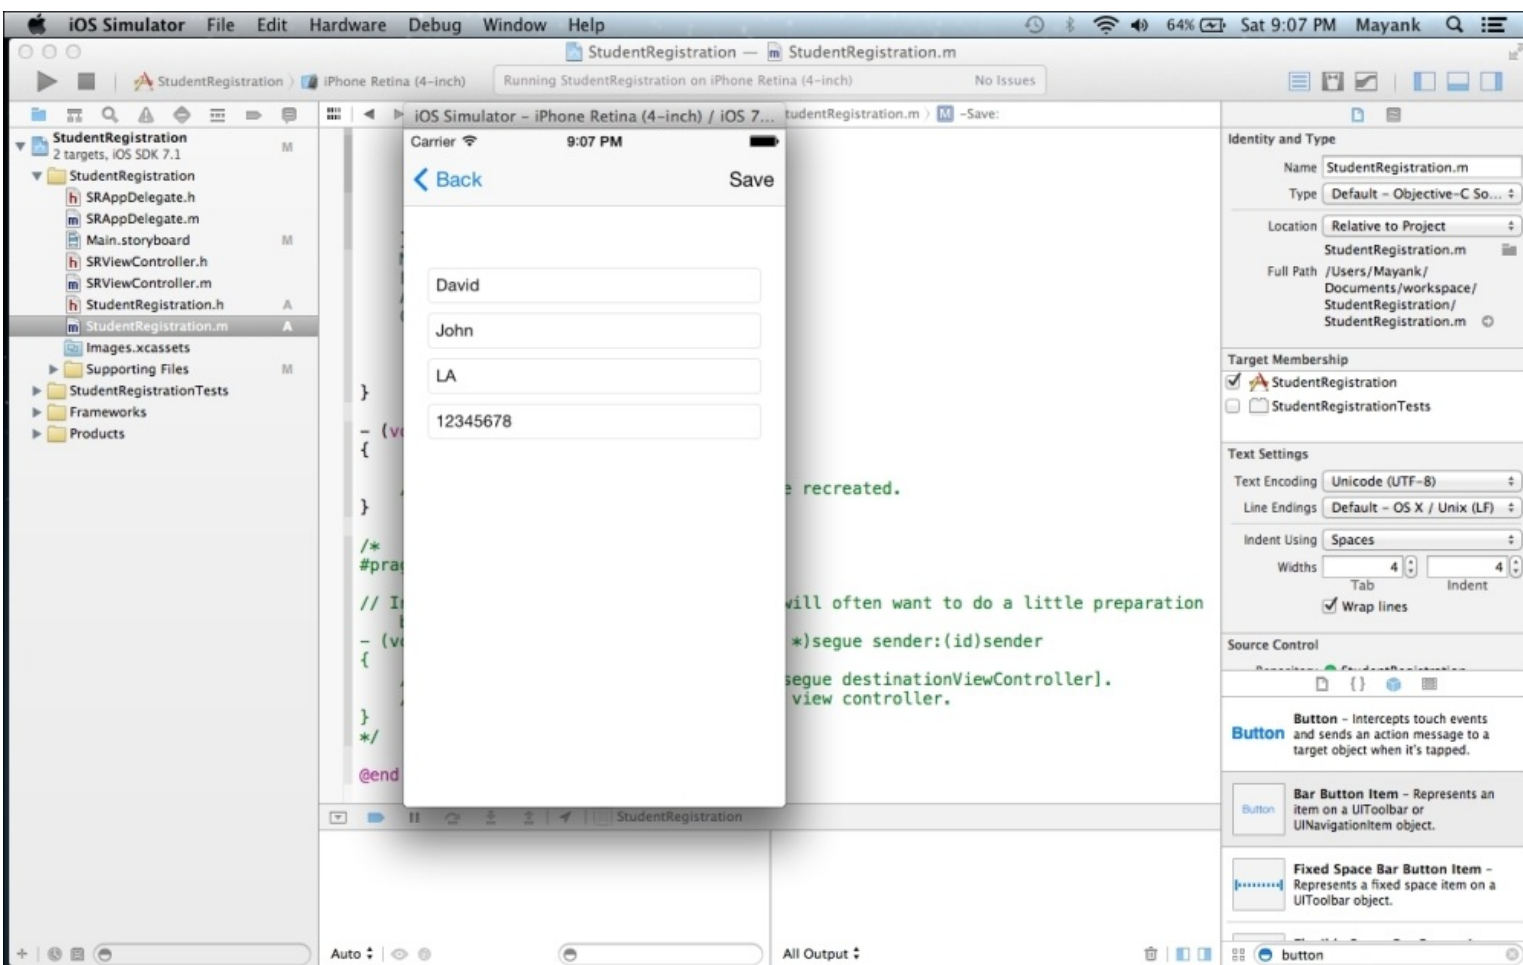 iOS Simulator File Edit Hardware Debug Window Help 64% Sat 9:07 PM Mayank
StudentRegistration — StudentRegistration.m
StudentRegistration iPhone Retina (4-inch) Running StudentRegistration on iPhone Retina (4-inch) No Issues
StudentRegistration
2 targets, iOS SDK 7.1 M
StudentRegistration
h SRAppDelegate.h
m SRAppDelegate.m
Main.storyboard M
h SRViewController.h
m SRViewController.m
h StudentRegistration.h A
m StudentRegistration.m A
Images.xcassets
Supporting Files M
StudentRegistrationTests
Frameworks
Products
iOS Simulator - iPhone Retina (4-inch) / iOS 7...
tudentRegistration.m M -Save:
Carrier 9:07 PM
Back Save
David
John
LA
12345678
}
- (vo
{
e recreated.
}
/*
#prag
// I
will often want to do a little preparation
b
- (vo
*)segue sender:(id)sender
{
segue destinationViewController].
view controller.
}
*/
@end
StudentRegistration
Auto
All Output
Identity and Type
Name StudentRegistration.m
Type Default - Objective-C So...
Location Relative to Project
StudentRegistration.m
Full Path /Users/Mayank/
Documents/workspace/
StudentRegistration/
StudentRegistration.m
Target Membership
StudentRegistration
StudentRegistrationTests
Text Settings
Text Encoding Unicode (UTF-8)
Line Endings Default - OS X / Unix (LF)
Indent Using Spaces
Widths 4 4
Tab Indent
Wrap lines
Source Control
{}
Button
Button - Intercepts touch events
and sends an action message to a
target object when it's tapped.
Button
Bar Button Item - Represents an
item on a UIToolbar or
UINavigationItem object.
Fixed Space Bar Button Item -
Represents a fixed space item on a
UIToolbar object.
button